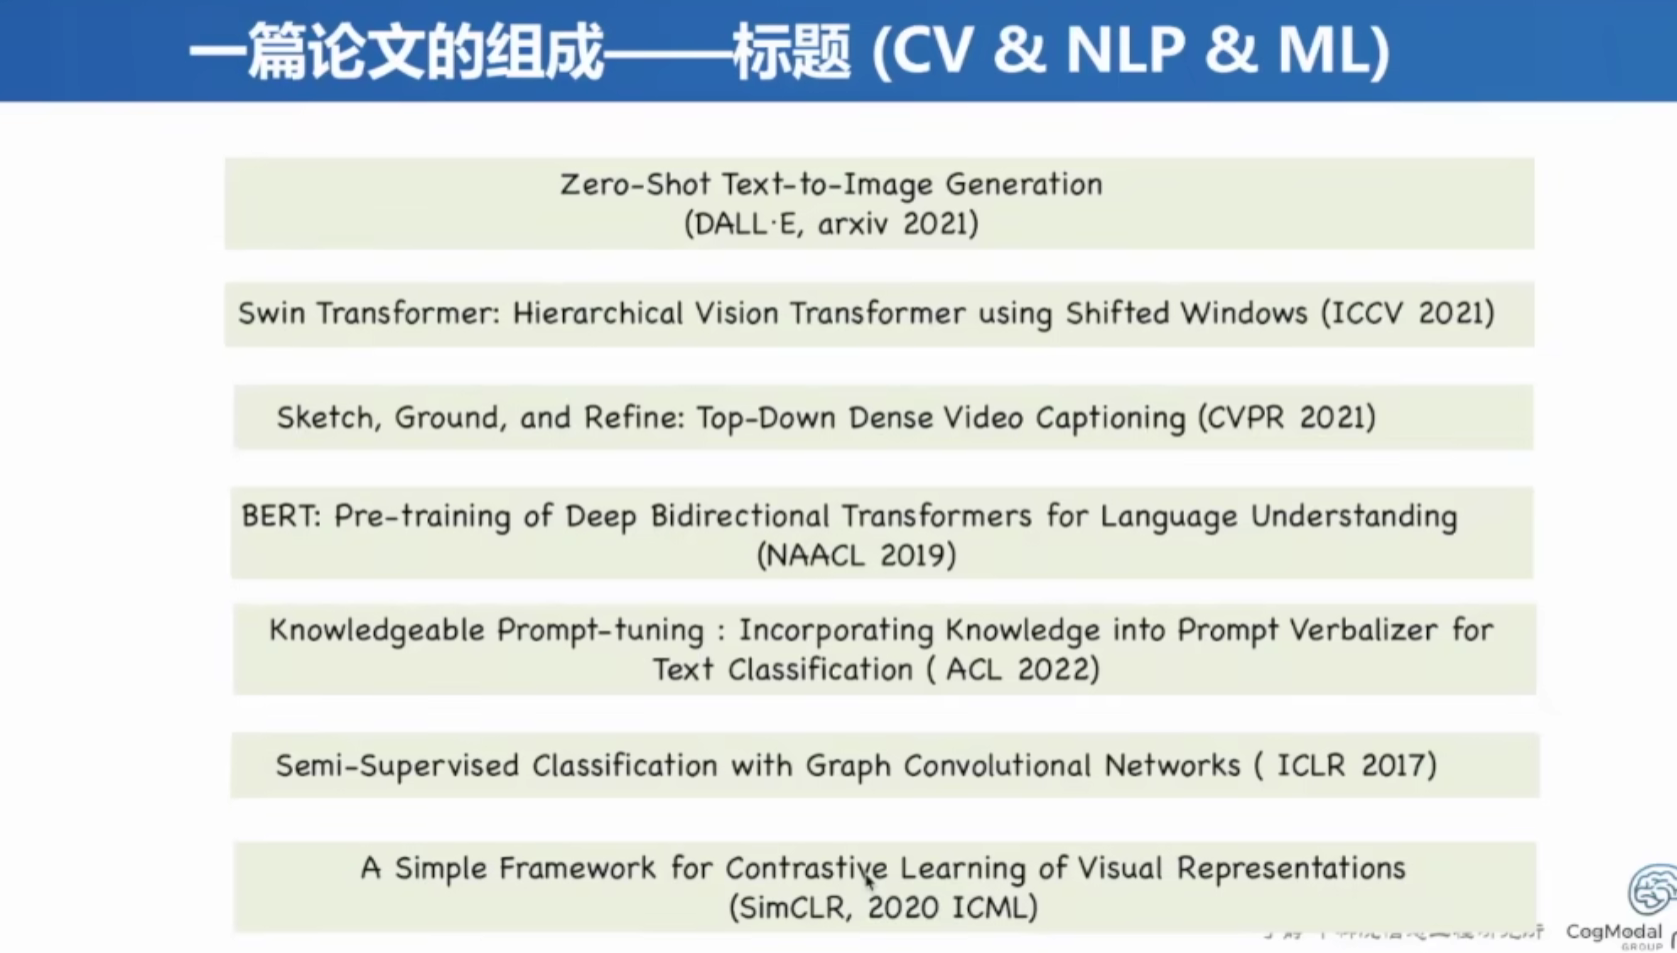 一篇论文的组成——标题 (CV & NLP & ML)
Zero-Shot Text-to-Image Generation
(DALL·E, arxiv 2021)
Swin Transformer: Hierarchical Vision Transformer using Shifted Windows (ICCV 2021)
Sketch, Ground, and Refine: Top-Down Dense Video Captioning (CVPR 2021)
BERT: Pre-training of Deep Bidirectional Transformers for Language Understanding
(NAACL 2019)
Knowledgeable Prompt-tuning : Incorporating Knowledge into Prompt Verbalizer for
Text Classification ( ACL 2022)
Semi-Supervised Classification with Graph Convolutional Networks ( ICLR 2017)
A Simple Framework for Contrastive Learning of Visual Representations
(SimCLR, 2020 ICML)
CogModal
GROUP